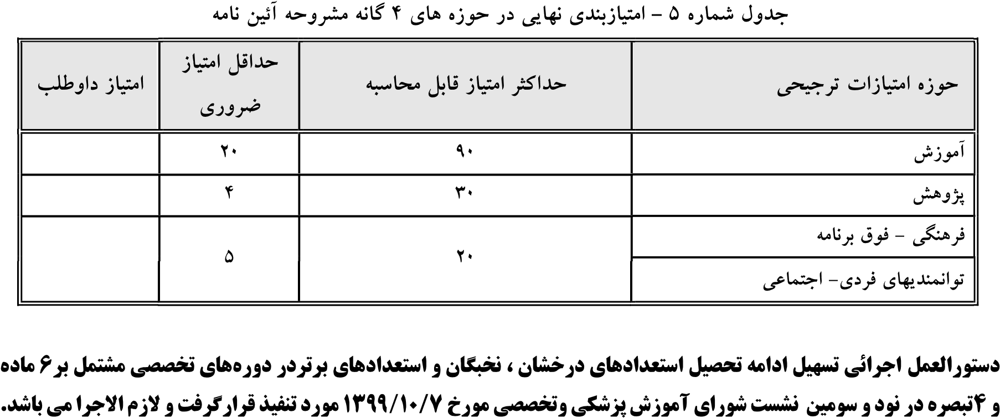 جدول شماره ۵ – امتیازبندی نهایی در حوزه های ۴ گانه مشروحه آئین نامه
حوزه امتیازات ترجیحی حداکثر امتیاز قابل محاسبه حداقل امتیاز ضروری امتیاز داوطلب
آموزش ۹۰ ۲۰
پژوهش ۳۰ ۴
فرهنگی – فوق برنامه ۲۰ ۵
توانمندیهای فردی– اجتماعی
دستورالعمل اجرائی تسهیل ادامه تحصیل استعدادهای درخشان ، نخبگان و استعدادهای برتردر دوره‌های تخصصی مشتمل بر۶ ماده
و ۴تبصره در نود و سومین نشست شورای آموزش پزشکی وتخصصی مورخ ۱۳۹۹/۱۰/۷ مورد تنفیذ قرارگرفت و لازم الاجرا می باشد.